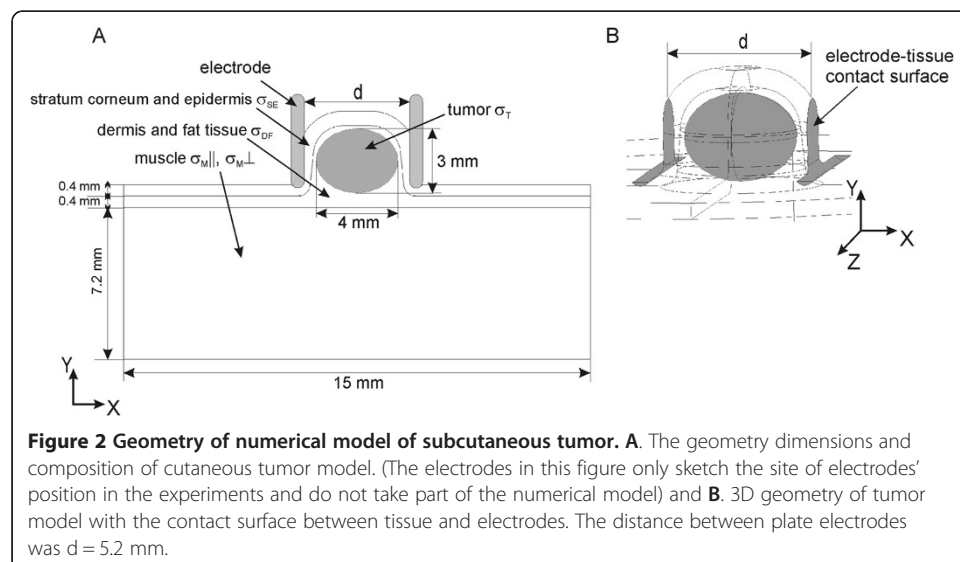 A
B
electrode
d
d
electrode-tissue
contact surface
stratum corneum and epidermis σSE
tumor σT
dermis and fat tissue σDF
muscle σM||, σM⊥
3 mm
0.4 mm
0.4 mm
4 mm
7.2 mm
Y
X
Z
Y
X
15 mm
Figure 2 Geometry of numerical model of subcutaneous tumor. A. The geometry dimensions and
composition of cutaneous tumor model. (The electrodes in this figure only sketch the site of electrodes'
position in the experiments and do not take part of the numerical model) and B. 3D geometry of tumor
model with the contact surface between tissue and electrodes. The distance between plate electrodes
was d = 5.2 mm.